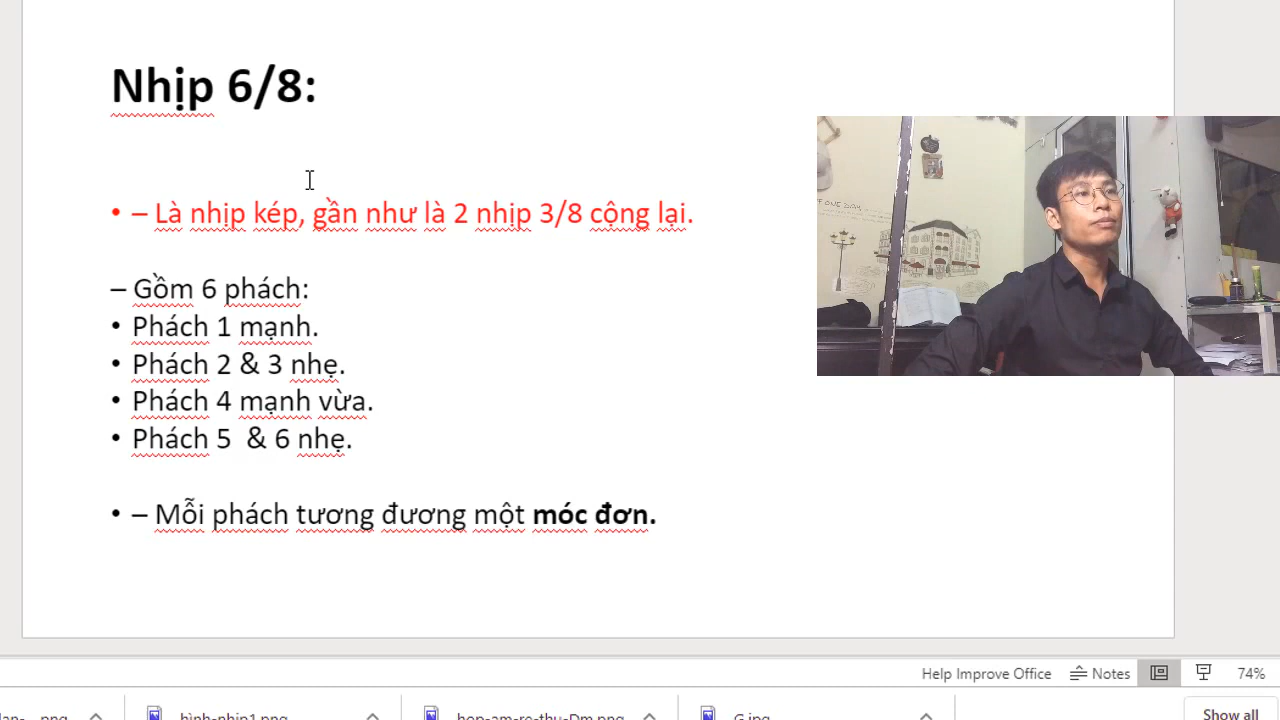 Nhịp 6/8:
• – Là nhịp kép, gần như là 2 nhịp 3/8 cộng lại.
– Gồm 6 phách:
• Phách 1 mạnh.
• Phách 2 & 3 nhẹ.
• Phách 4 mạnh vừa.
• Phách 5 & 6 nhẹ.
• – Mỗi phách tương đương một móc đơn.
ONE DAY
Help Improve Office
Notes
74%
hình-nhịp1.png
hop-am-re-thu-Dm.png
G.jpg
Show all